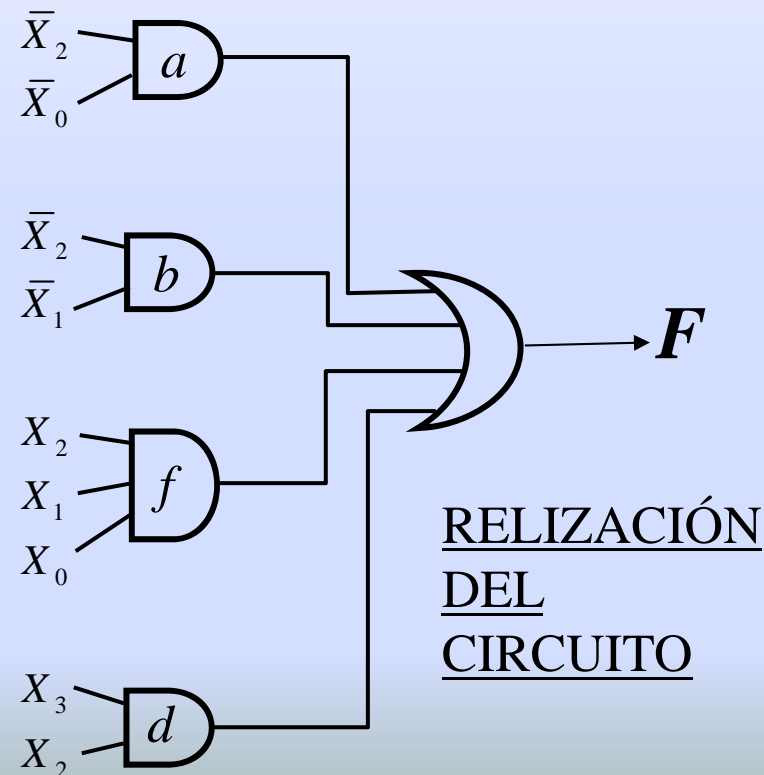 X̅₂
a
X̅₀
X̅₂
b
X̅₁
F
X₂
f
X₁
X₀
RELIZACIÓN
DEL
CIRCUITO
X₃
d
X₂